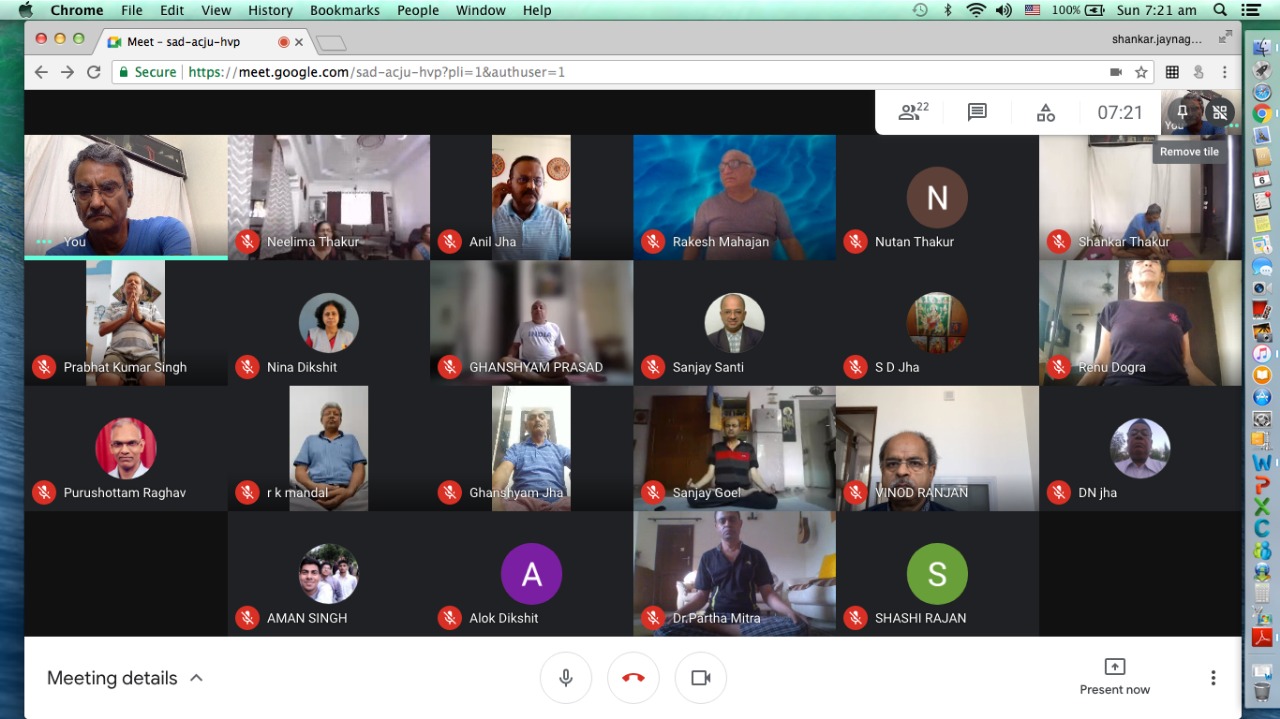 Chrome File Edit View History Bookmarks People Window Help 100% Sun 7:21 am
Meet - sad-acju-hvp shankar.jaynag...
Secure https://meet.google.com/sad-acju-hvp?pli=1&authuser=1
22 07:21 You
Remove tile
You Neelima Thakur Anil Jha Rakesh Mahajan N Nutan Thakur Shankar Thakur
Prabhat Kumar Singh Nina Dikshit GHANSHYAM PRASAD Sanjay Santi S D Jha Renu Dogra
Purushottam Raghav r k mandal Ghanshyam Jha Sanjay Goel VINOD RANJAN DN jha
AMAN SINGH A Alok Dikshit Dr.Partha Mitra S SHASHI RAJAN
Meeting details Present now